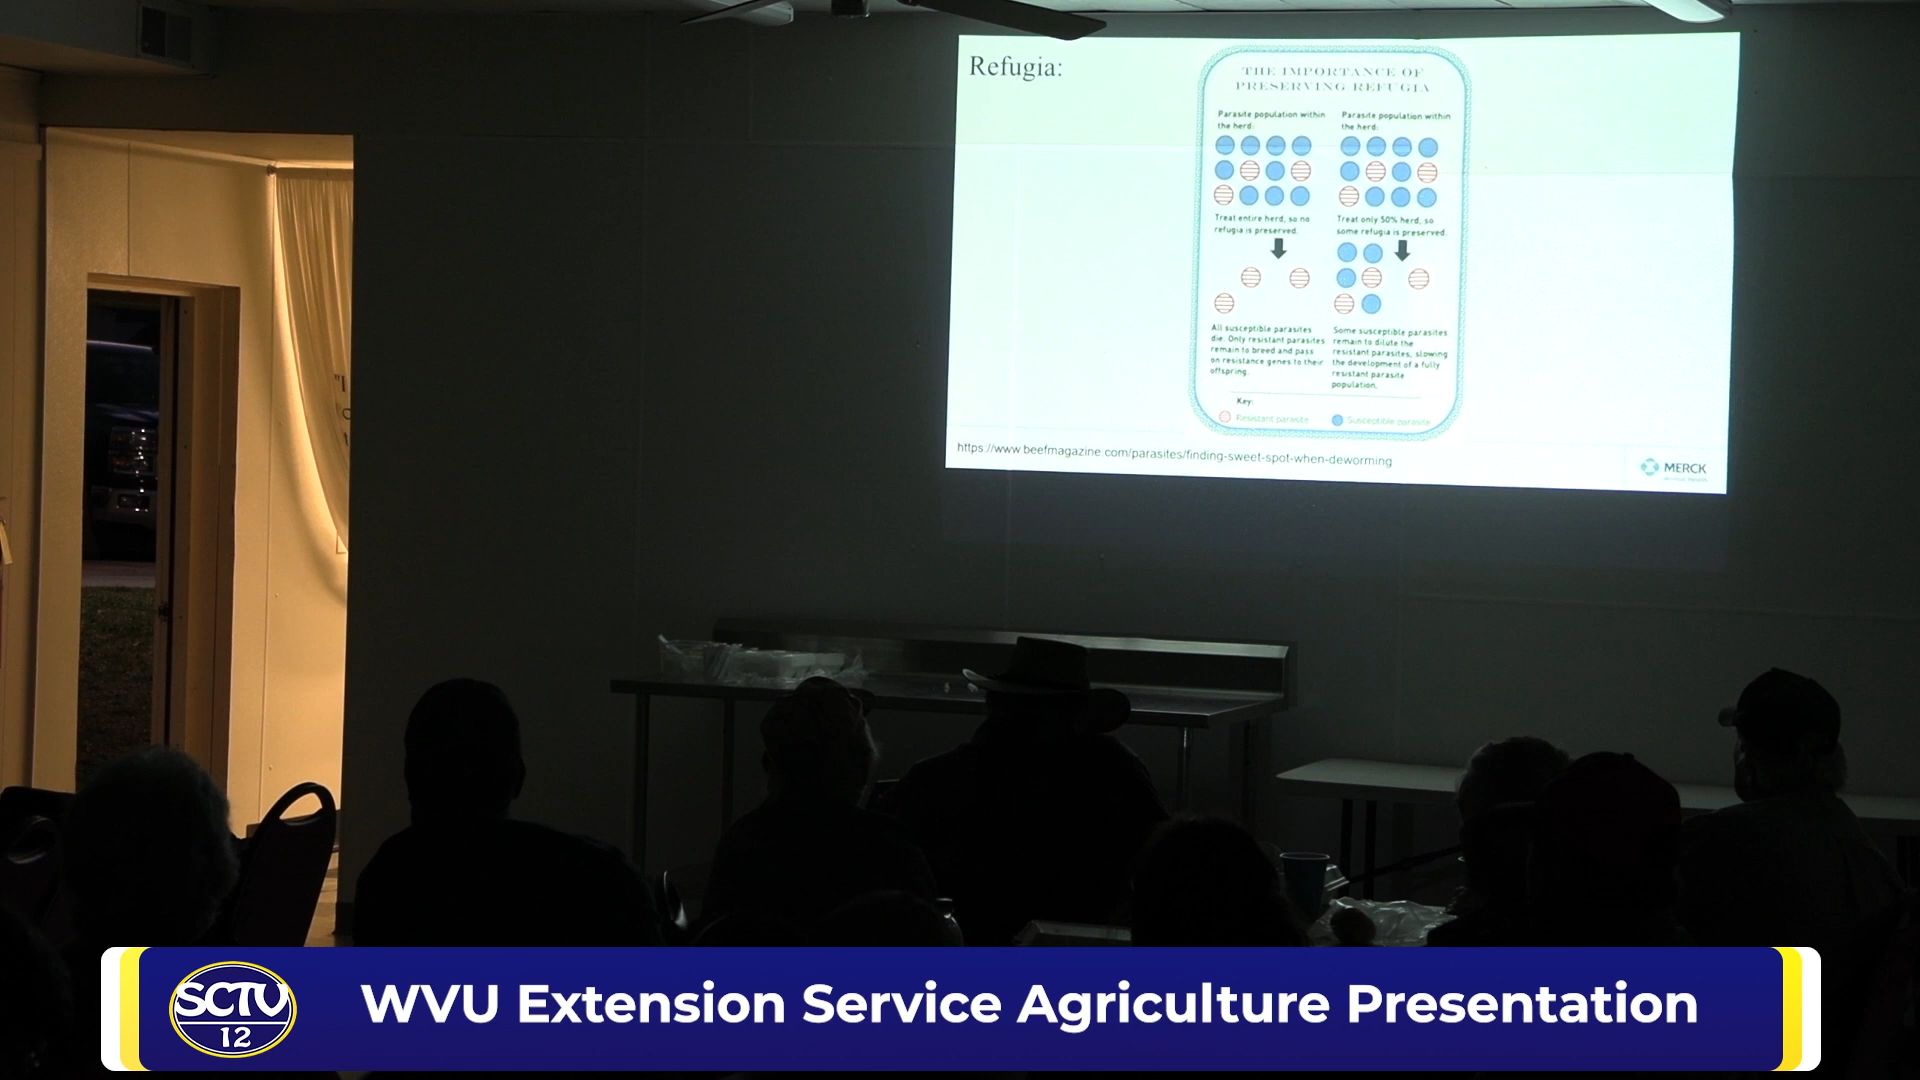 Refugia:
THE IMPORTANCE OF
PRESERVING REFUGIA
Parasite population within
the herd:
Treat entire herd, so no
refugia is preserved.
All susceptible parasites
die. Only resistant parasites
remain to breed and pass
on resistance genes to their
offspring.
Parasite population within
the herd:
Treat only 50% herd, so
some refugia is preserved.
Some susceptible parasites
remain to dilute the
resistant parasites, slowing
the development of a fully
resistant parasite
population.
Key:
Resistant parasite
Susceptible parasite
https://www.beefmagazine.com/parasites/finding-sweet-spot-when-deworming
MERCK
Animal Health
SCTV
12
WVU Extension Service Agriculture Presentation